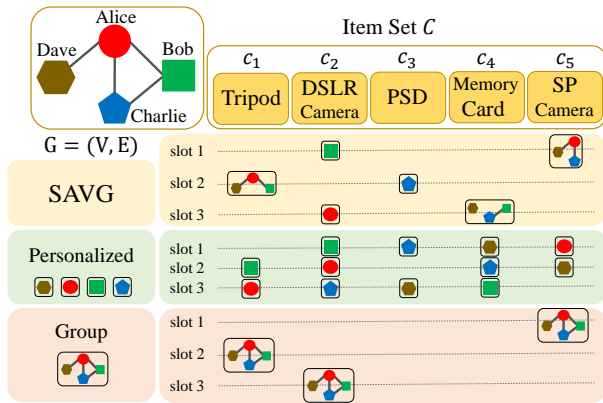 Alice
Dave
Bob
Charlie
G = (V, E)
Item Set C
c₁ c₂ c₃ c₄ c₅
Tripod
DSLR
Camera
PSD
Memory
Card
SP
Camera
SAVG
slot 1
slot 2
slot 3
Personalized
slot 1
slot 2
slot 3
Group
slot 1
slot 2
slot 3